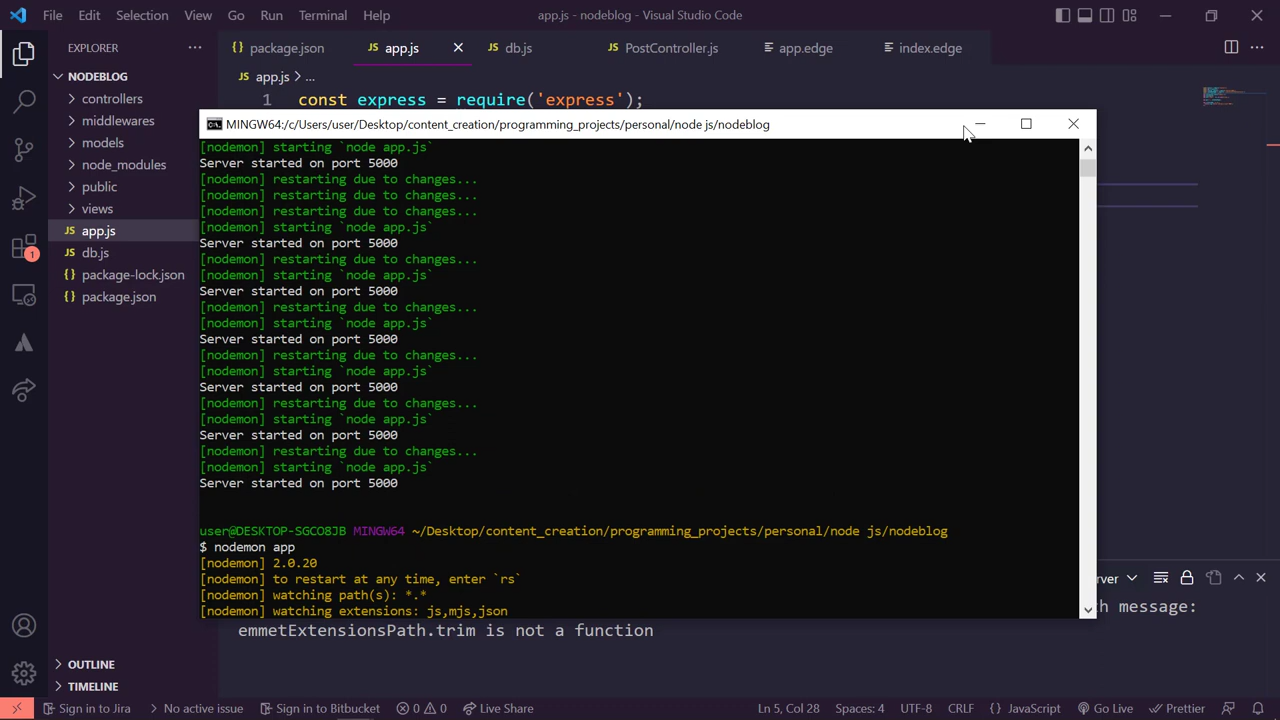 File Edit Selection View Go Run Terminal Help
app.js - nodeblog - Visual Studio Code
EXPLORER
{} package.json
JS app.js
JS db.js
JS PostController.js
app.edge
index.edge
NODEBLOG
JS app.js > ...
controllers
1 const express = require('express');
middlewares
models
node_modules
public
views
JS app.js
JS db.js
{} package-lock.json
{} package.json
MINGW64:/c/Users/user/Desktop/content_creation/programming_projects/personal/node js/nodeblog
[nodemon] starting `node app.js`
Server started on port 5000
[nodemon] restarting due to changes...
[nodemon] restarting due to changes...
[nodemon] restarting due to changes...
[nodemon] starting `node app.js`
Server started on port 5000
[nodemon] restarting due to changes...
[nodemon] starting `node app.js`
Server started on port 5000
[nodemon] restarting due to changes...
[nodemon] starting `node app.js`
Server started on port 5000
[nodemon] restarting due to changes...
[nodemon] starting `node app.js`
Server started on port 5000
[nodemon] restarting due to changes...
[nodemon] starting `node app.js`
Server started on port 5000
[nodemon] restarting due to changes...
[nodemon] starting `node app.js`
Server started on port 5000
user@DESKTOP-SGCO8JB MINGW64 ~/Desktop/content_creation/programming_projects/personal/node js/nodeblog
$ nodemon app
[nodemon] 2.0.20
[nodemon] to restart at any time, enter `rs`
[nodemon] watching path(s): *.*
[nodemon] watching extensions: js,mjs,json
message:
emmetExtensionsPath.trim is not a function
OUTLINE
TIMELINE
1
Sign in to Jira
No active issue
Sign in to Bitbucket
0 0
Live Share
Ln 5, Col 28
Spaces: 4
UTF-8
CRLF
{} JavaScript
Go Live
Prettier